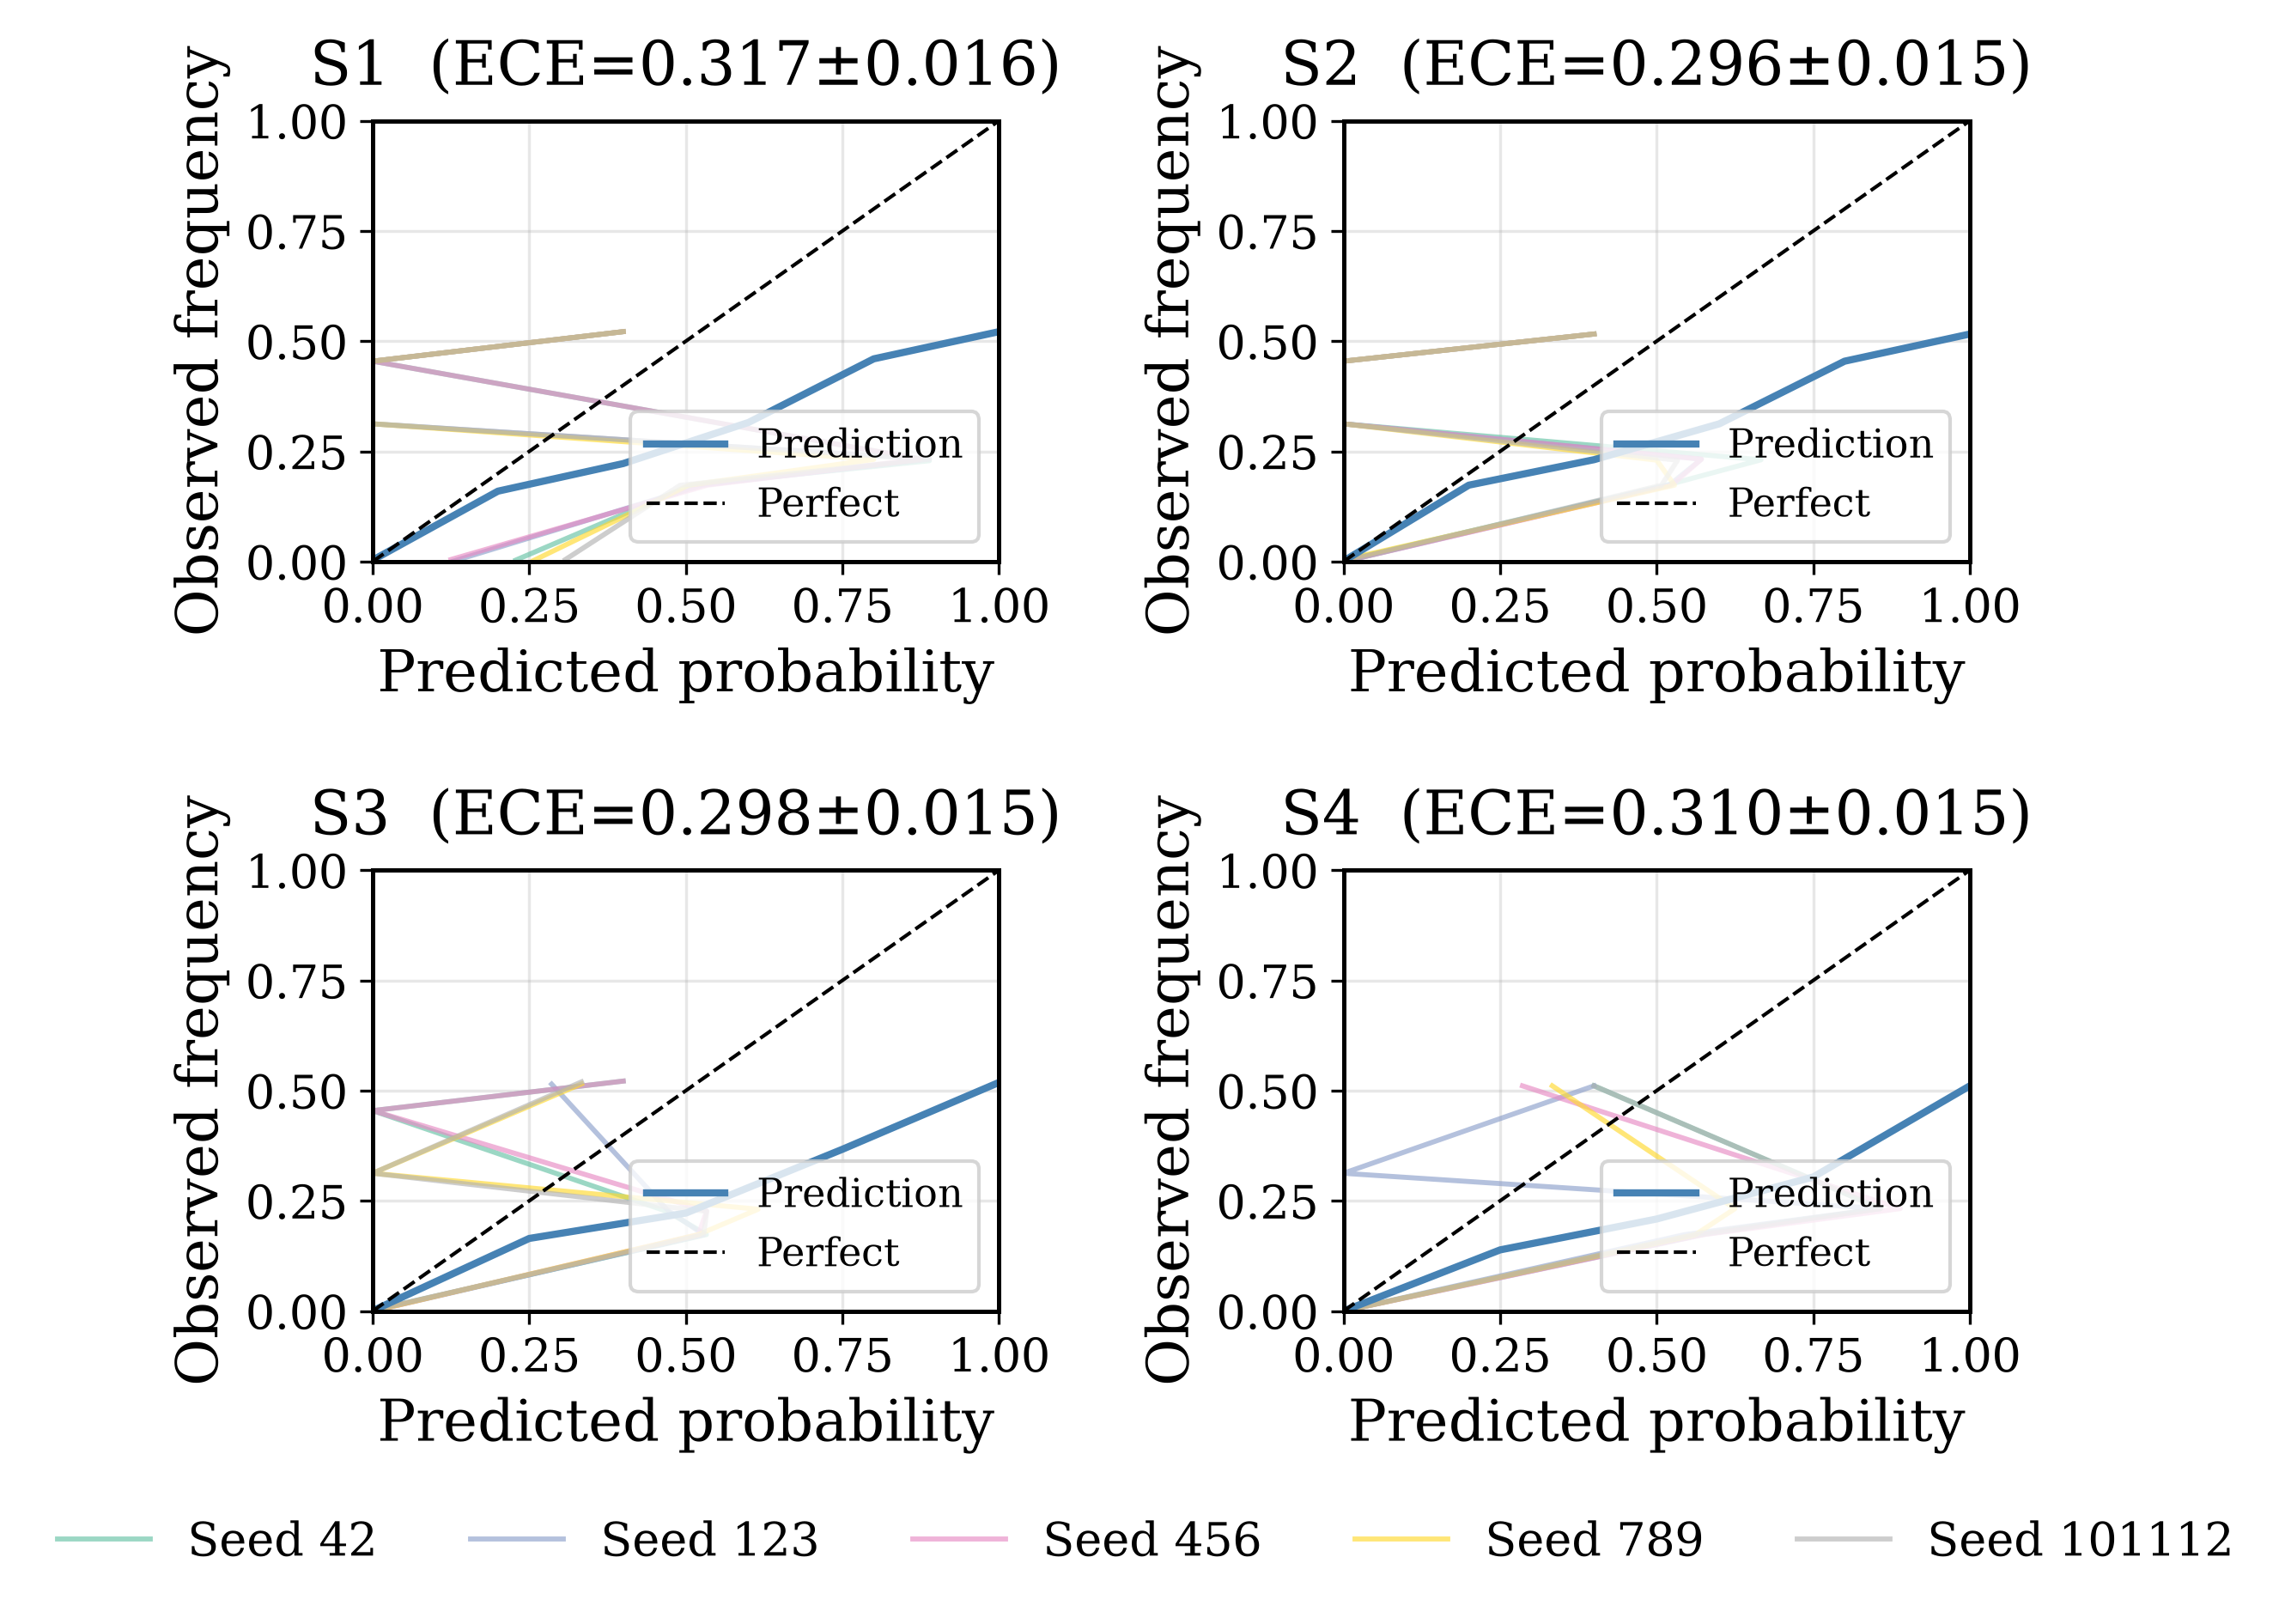 S1 (ECE=0.317±0.016)
Observed frequency
1.00
0.75
0.50
0.25
0.00
Prediction
Perfect
0.00 0.25 0.50 0.75 1.00
Predicted probability
S2 (ECE=0.296±0.015)
Observed frequency
1.00
0.75
0.50
0.25
0.00
Prediction
Perfect
0.00 0.25 0.50 0.75 1.00
Predicted probability
S3 (ECE=0.298±0.015)
Observed frequency
1.00
0.75
0.50
0.25
0.00
Prediction
Perfect
0.00 0.25 0.50 0.75 1.00
Predicted probability
S4 (ECE=0.310±0.015)
Observed frequency
1.00
0.75
0.50
0.25
0.00
Prediction
Perfect
0.00 0.25 0.50 0.75 1.00
Predicted probability
Seed 42 Seed 123 Seed 456 Seed 789 Seed 101112